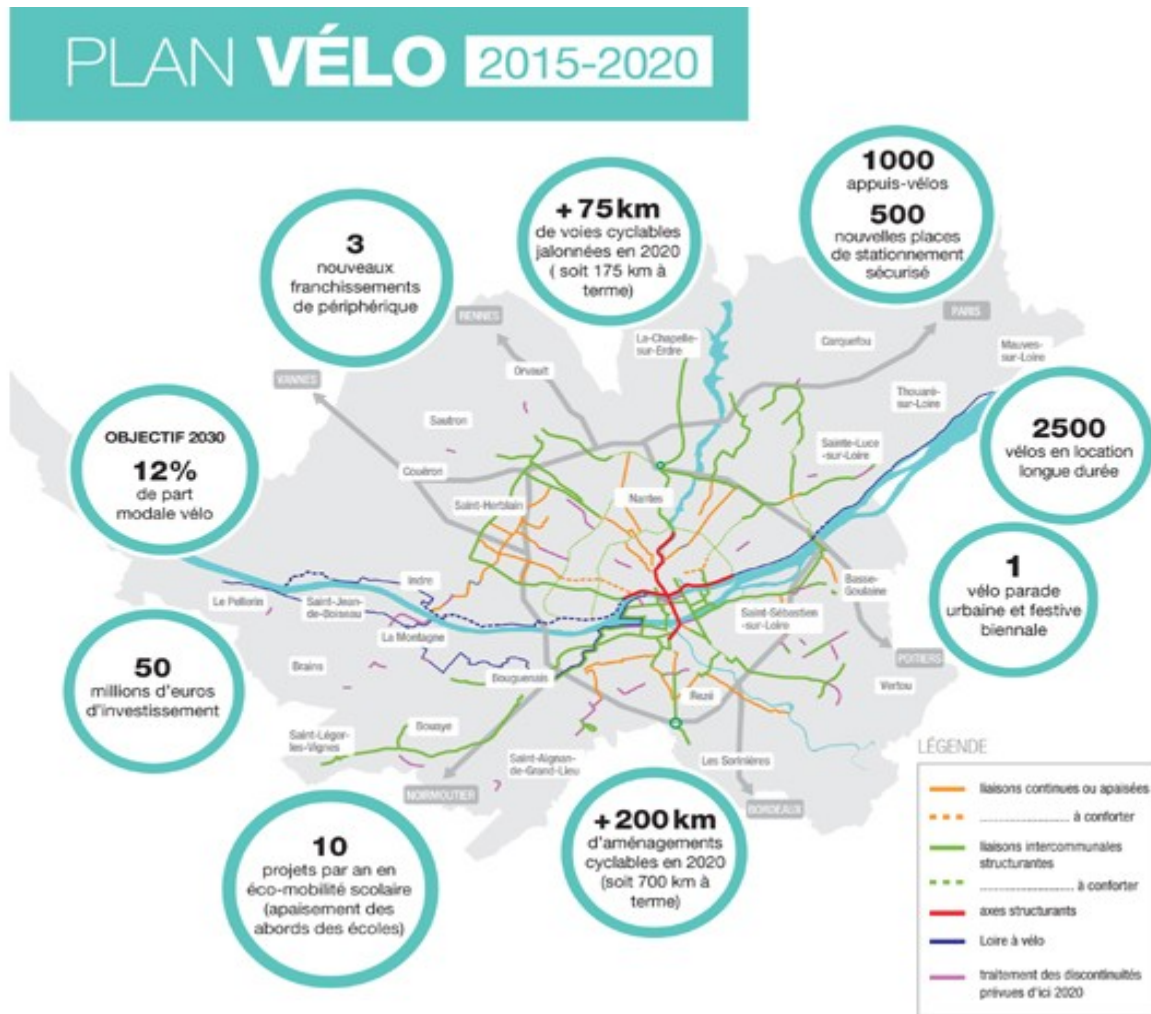 PLAN VÉLO 2015-2020
1000
appuis-vélos
500
nouvelles places
de stationnement
sécurisé
+ 75 km
de voies cyclables
jalonnées en 2020
( soit 175 km à
terme)
3
nouveaux
franchissements
de périphérique
OBJECTIF 2030
12%
de part
modale vélo
2500
vélos en location
longue durée
1
vélo parade
urbaine et festive
biennale
50
millions d'euros
d'investissement
10
projets par an en
éco-mobilité scolaire
(apaisement des
abords des écoles)
+ 200 km
d'aménagements
cyclables en 2020
(soit 700 km à
terme)
RENNES
PARIS
VANNES
La-Chapelle-
sur-Erdre
Carquefou
Mauves-
sur-Loire
Orvault
Thouaré-
sur-Loire
Sautron
Sainte-Luce
-sur-Loire
Couëron
Saint-Herblain
Nantes
Indre
Basse-
Goulaine
Le Pellerin
Saint-Jean-
de-Boiseau
Saint-Sébastien
-sur-Loire
La Montagne
Brains
Bouguenais
POITIERS
Rezé
Vertou
Saint-Léger-
les-Vignes
Bouaye
Saint-Aignan-
de-Grand-Lieu
Les Sorinières
NOIRMOUTIER
BORDEAUX
LÉGENDE
liaisons continues ou apaisées
........................... à conforter
liaisons intercommunales
structurantes
........................... à conforter
axes structurants
Loire à vélo
traitement des discontinuités
prévues d'ici 2020